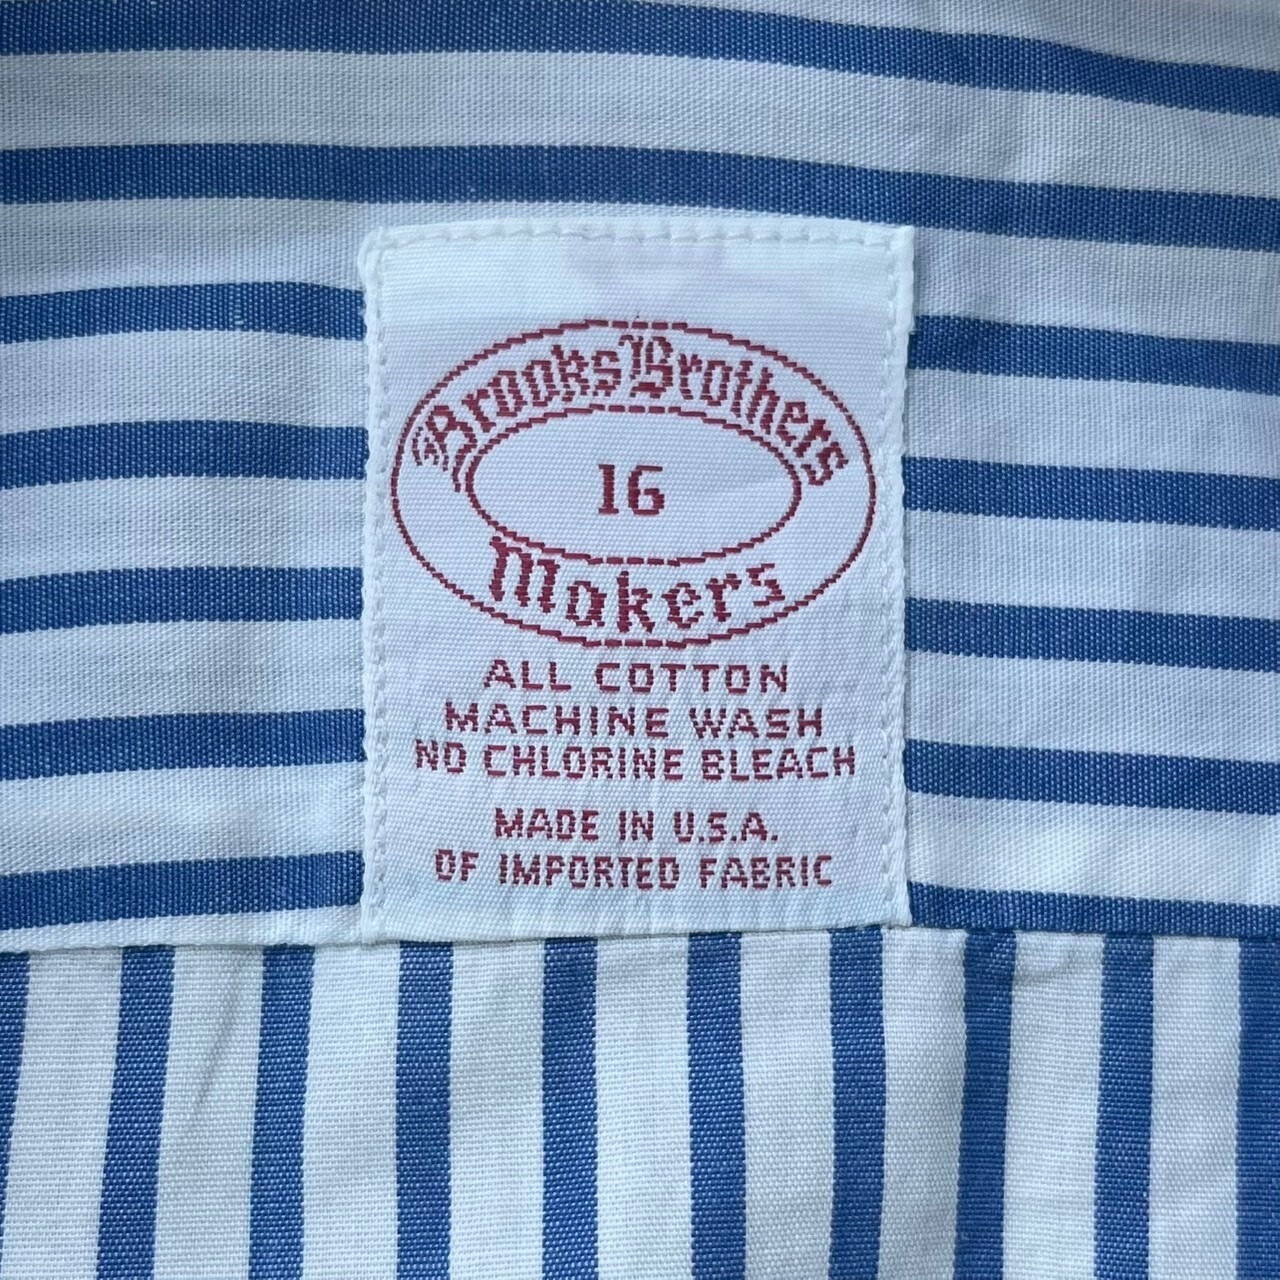 Brooks Brothers
16
Makers
ALL COTTON
MACHINE WASH
NO CHLORINE BLEACH
MADE IN U.S.A.
OF IMPORTED FABRIC